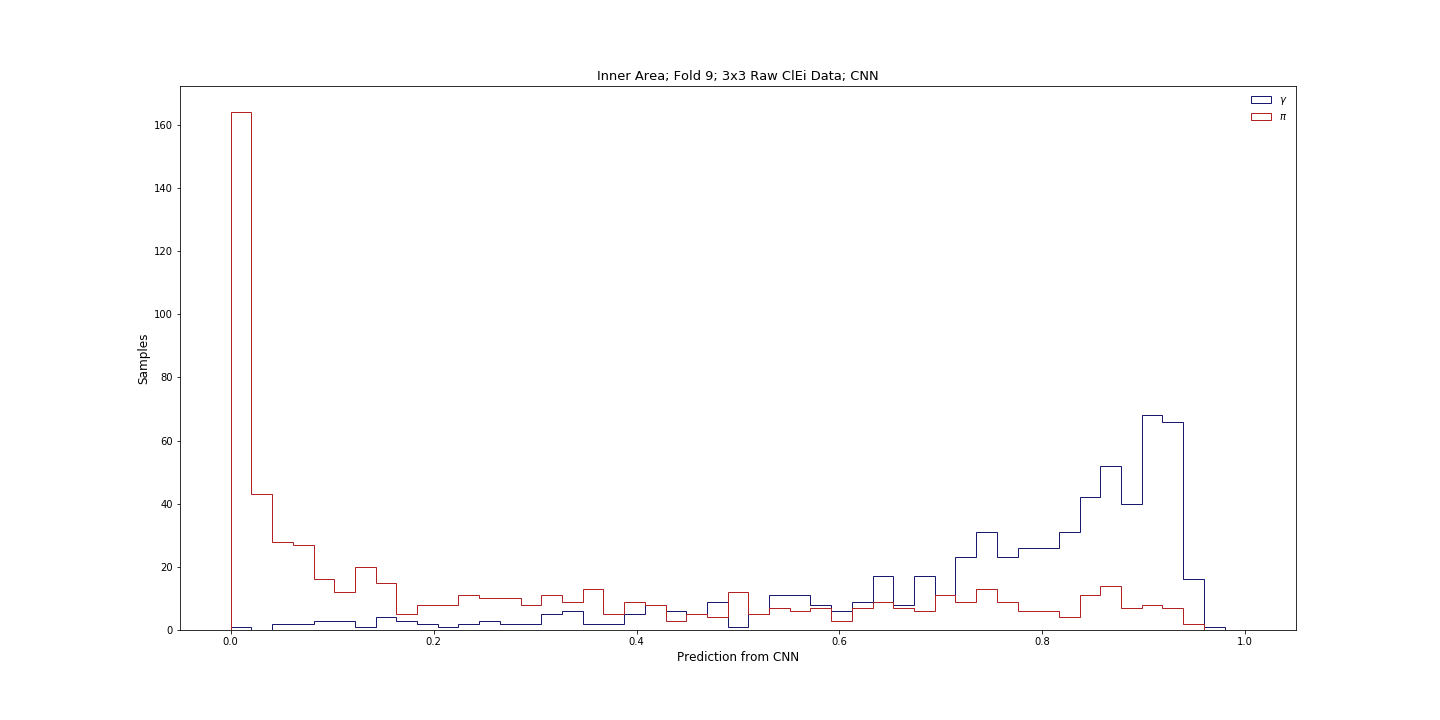 Inner Area; Fold 9; 3x3 Raw ClEi Data; CNN
γ
π
160
140
120
100
80
60
40
20
0
Samples
0.0 0.2 0.4 0.6 0.8 1.0
Prediction from CNN